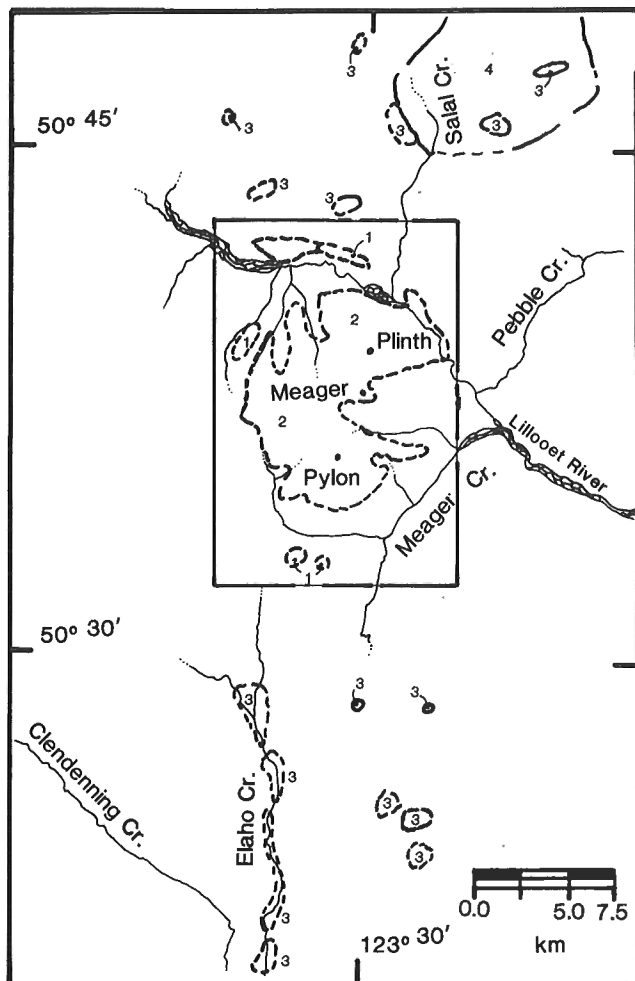 3
4
3
Salal Cr.
3
3
3
50° 45′
3
3
1
2
Pebble Cr.
Plinth
1
Meager
2
Lillooet River
Pylon
Meager Cr.
1
50° 30′
3
3
3
Clendenning Cr.
Elaho Cr.
3
3
3
3
0.0 5.0 7.5
km
3
123° 30′
3